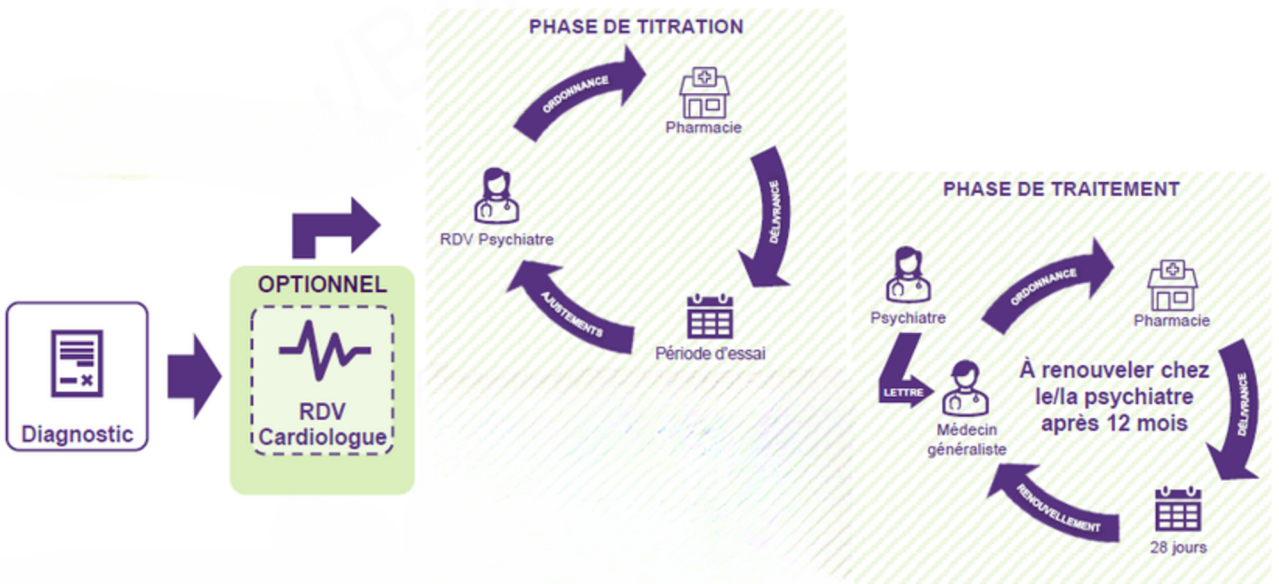 Diagnostic
OPTIONNEL
RDV
Cardiologue
PHASE DE TITRATION
ORDONNANCE
Pharmacie
DÉLIVRANCE
Période d'essai
AJUSTEMENTS
RDV Psychiatre
PHASE DE TRAITEMENT
Psychiatre
LETTRE
Médecin
généraliste
ORDONNANCE
Pharmacie
DÉLIVRANCE
28 jours
RENOUVELLEMENT
À renouveler chez
le/la psychiatre
après 12 mois